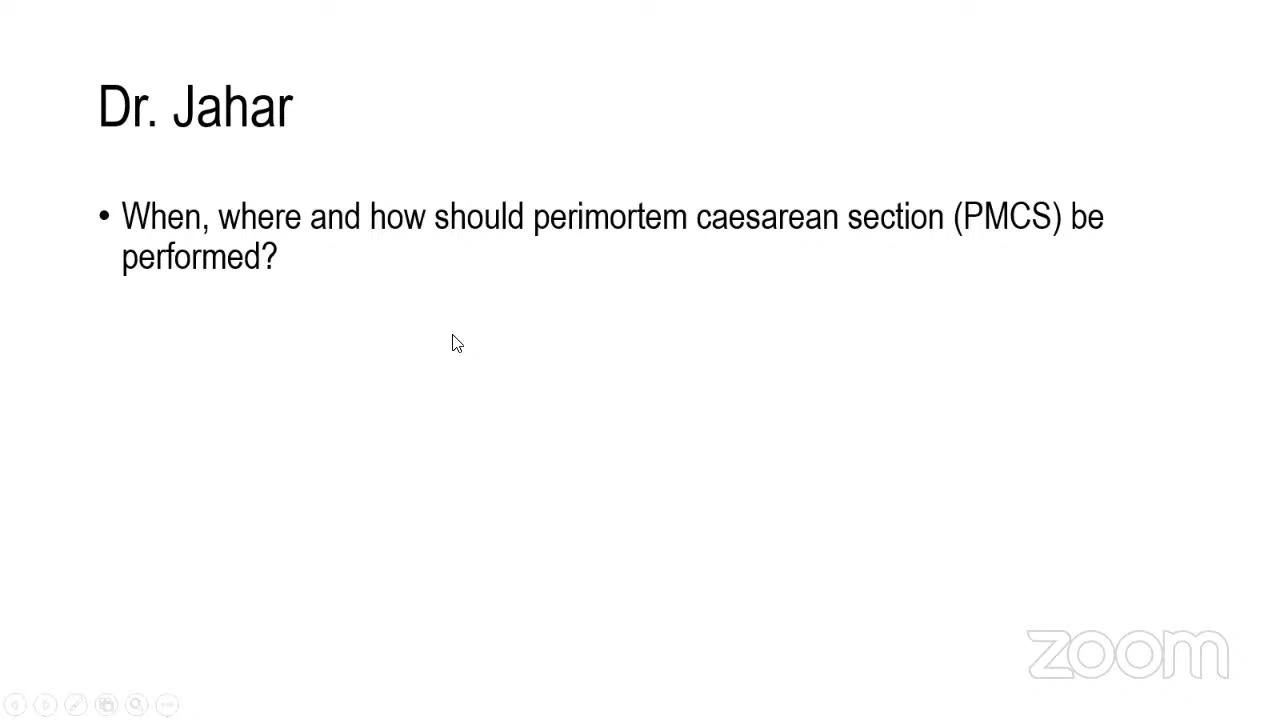 Dr. Jahar
• When, where and how should perimortem caesarean section (PMCS) be
performed?
zoom